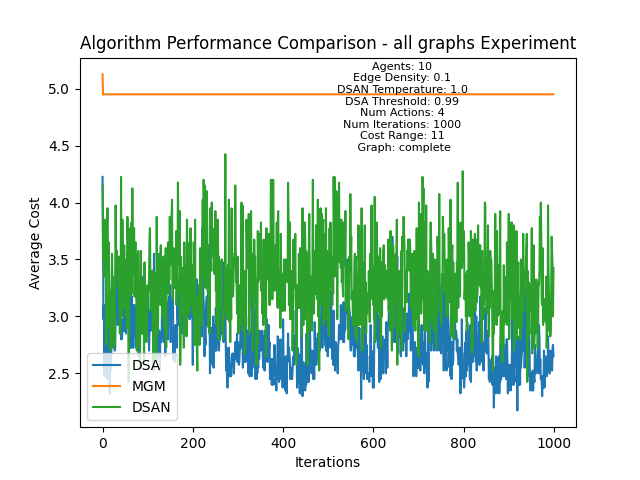 Algorithm Performance Comparison - all graphs Experiment
Agents: 10
Edge Density: 0.1
DSAN Temperature: 1.0
DSA Threshold: 0.99
Num Actions: 4
Num Iterations: 1000
Cost Range: 11
Graph: complete
5.0
4.5
4.0
3.5
3.0
2.5
Average Cost
DSA
MGM
DSAN
0
200
400
600
800
1000
Iterations